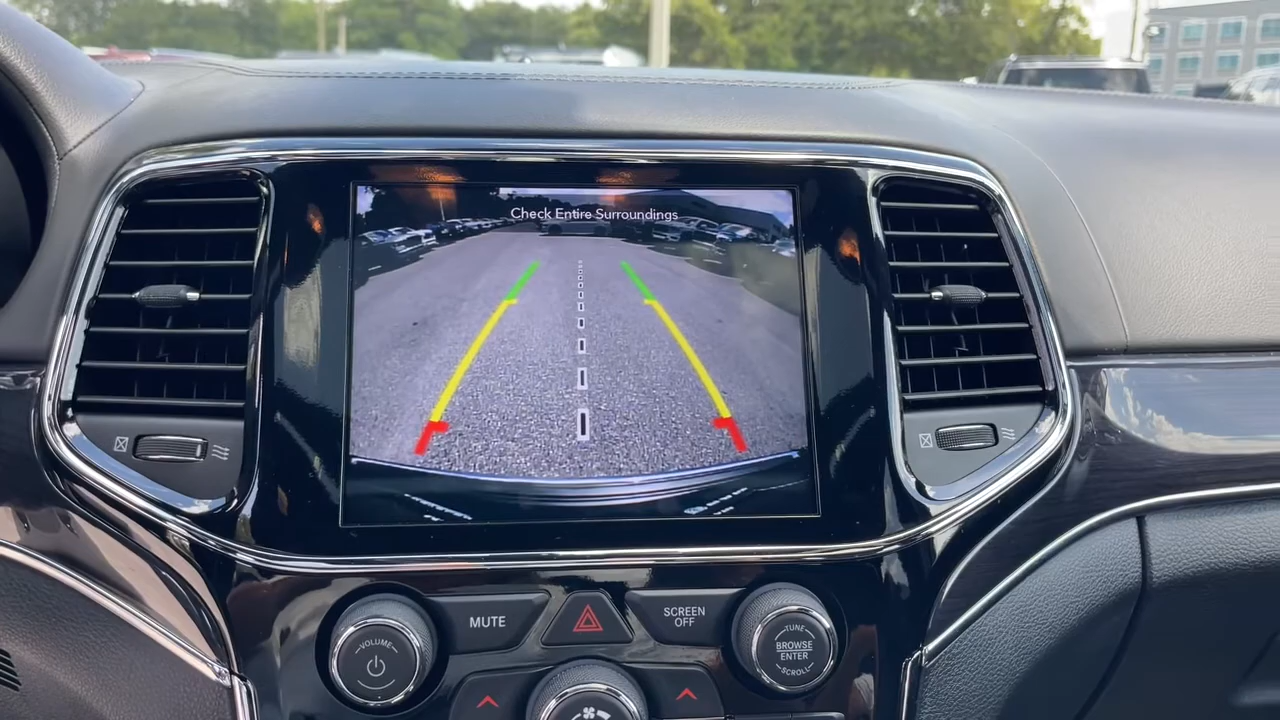 Check Entire Surroundings
VOLUME
MUTE
SCREEN
OFF
TUNE
BROWSE
ENTER
SCROLL